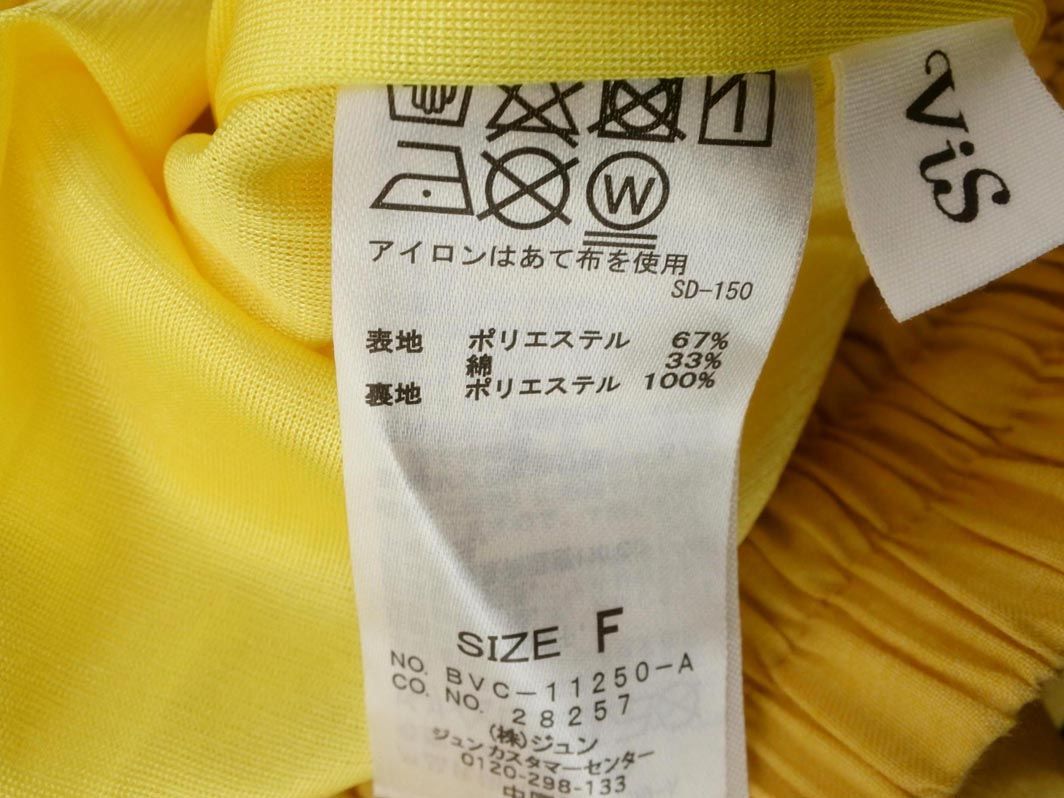 ViS
W
アイロンはあて布を使用
SD-150
表地 ポリエステル 67%
綿 33%
裏地 ポリエステル 100%
SIZE F
NO. BVC-11250-A
CO. NO. 28257
(株)ジュン
ジュンカスタマーセンター
0120-298-133